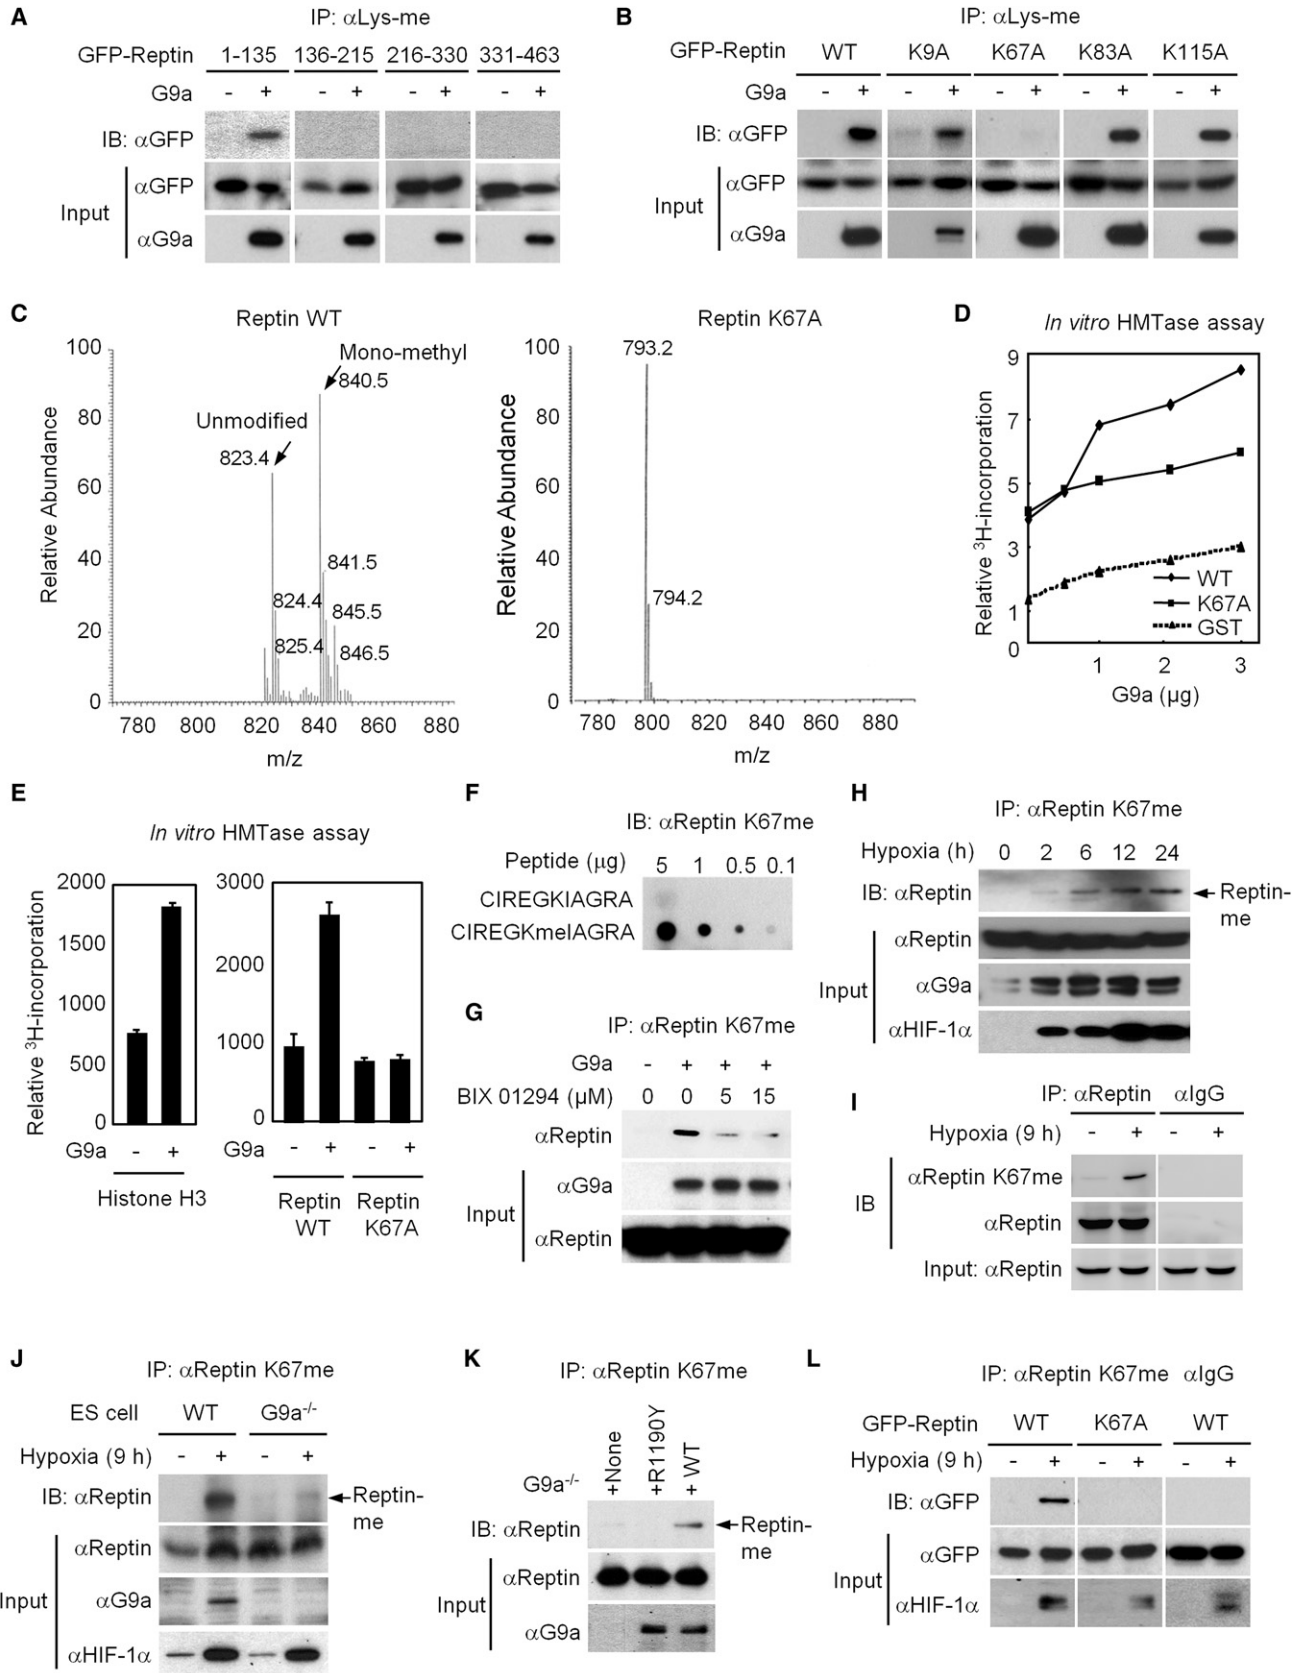 A
IP: αLys-me
GFP-Reptin 1-135 136-215 216-330 331-463
G9a - + - + - + - +
IB: αGFP
αGFP
Input
αG9a
B
IP: αLys-me
GFP-Reptin WT K9A K67A K83A K115A
G9a - + - + - + - + - +
IB: αGFP
αGFP
Input
αG9a
C
Reptin WT
Relative Abundance
100
80
60
40
20
0
Mono-methyl
840.5
Unmodified
823.4
841.5
824.4
845.5
825.4
846.5
780 800 820 840 860 880
m/z
Reptin K67A
Relative Abundance
100
80
60
40
20
0
793.2
794.2
780 800 820 840 860 880
m/z
D
In vitro HMTase assay
Relative ³H-incorporation
9
7
5
3
1
0
WT
K67A
GST
1 2 3
G9a (µg)
E
In vitro HMTase assay
Relative ³H-incorporation
2000
1500
1000
500
0
G9a - +
Histone H3
3000
2000
1000
0
G9a - + - +
Reptin WT
Reptin K67A
F
IB: αReptin K67me
Peptide (µg) 5 1 0.5 0.1
CIREGKIAGRA
CIREGKmeIAGRA
G
IP: αReptin K67me
G9a - + + +
BIX 01294 (µM) 0 0 5 15
αReptin
αG9a
Input
αReptin
H
IP: αReptin K67me
Hypoxia (h) 0 2 6 12 24
IB: αReptin
Reptin-
me
αReptin
αG9a
Input
αHIF-1α
I
IP: αReptin αIgG
Hypoxia (9 h) - + - +
αReptin K67me
IB
αReptin
Input: αReptin
J
IP: αReptin K67me
ES cell WT G9a-/-
Hypoxia (9 h) - + - +
IB: αReptin
Reptin-
me
αReptin
Input
αG9a
αHIF-1α
K
IP: αReptin K67me
G9a-/- +None +R1190Y + WT
IB: αReptin
Reptin-
me
αReptin
Input
αG9a
L
IP: αReptin K67me αIgG
GFP-Reptin WT K67A WT
Hypoxia (9 h) - + - + - +
IB: αGFP
αGFP
Input
αHIF-1α